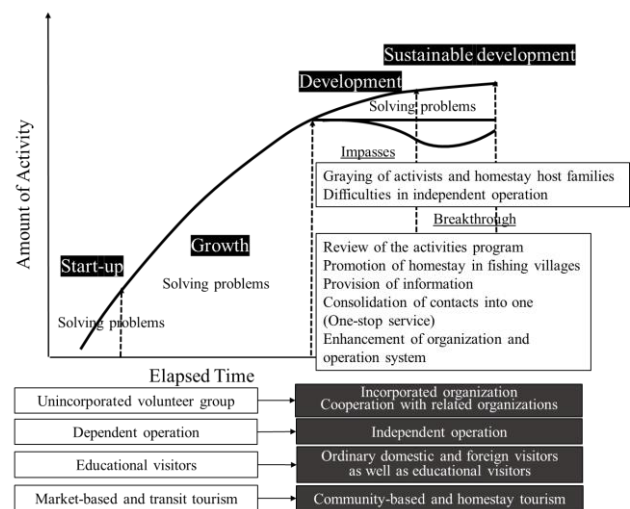 Sustainable development
Development
Solving problems
Impasses
Graying of activists and homestay host families
Difficulties in independent operation
Breakthrough
Review of the activities program
Promotion of homestay in fishing villages
Provision of information
Consolidation of contacts into one
(One-stop service)
Enhancement of organization and
operation system
Growth
Solving problems
Start-up
Solving problems
Amount of Activity
Elapsed Time
Unincorporated volunteer group
Incorporated organization
Cooperation with related organizations
Dependent operation
Independent operation
Educational visitors
Ordinary domestic and foreign visitors
as well as educational visitors
Market-based and transit tourism
Community-based and homestay tourism